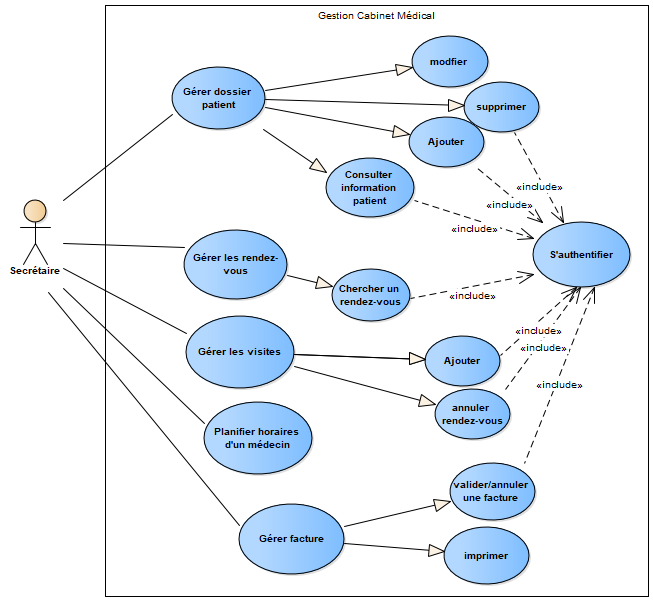 Gestion Cabinet Médical
modfier
Gérer dossier
patient
supprimer
Ajouter
Consulter
information
patient
«include»
«include»
«include»
S'authentifier
Secrétaire
Gérer les rendez-
vous
Chercher un
rendez-vous
«include»
Gérer les visites
Ajouter
«include»
«include»
annuler
rendez-vous
«include»
Planifier horaires
d'un médecin
valider/annuler
une facture
Gérer facture
imprimer